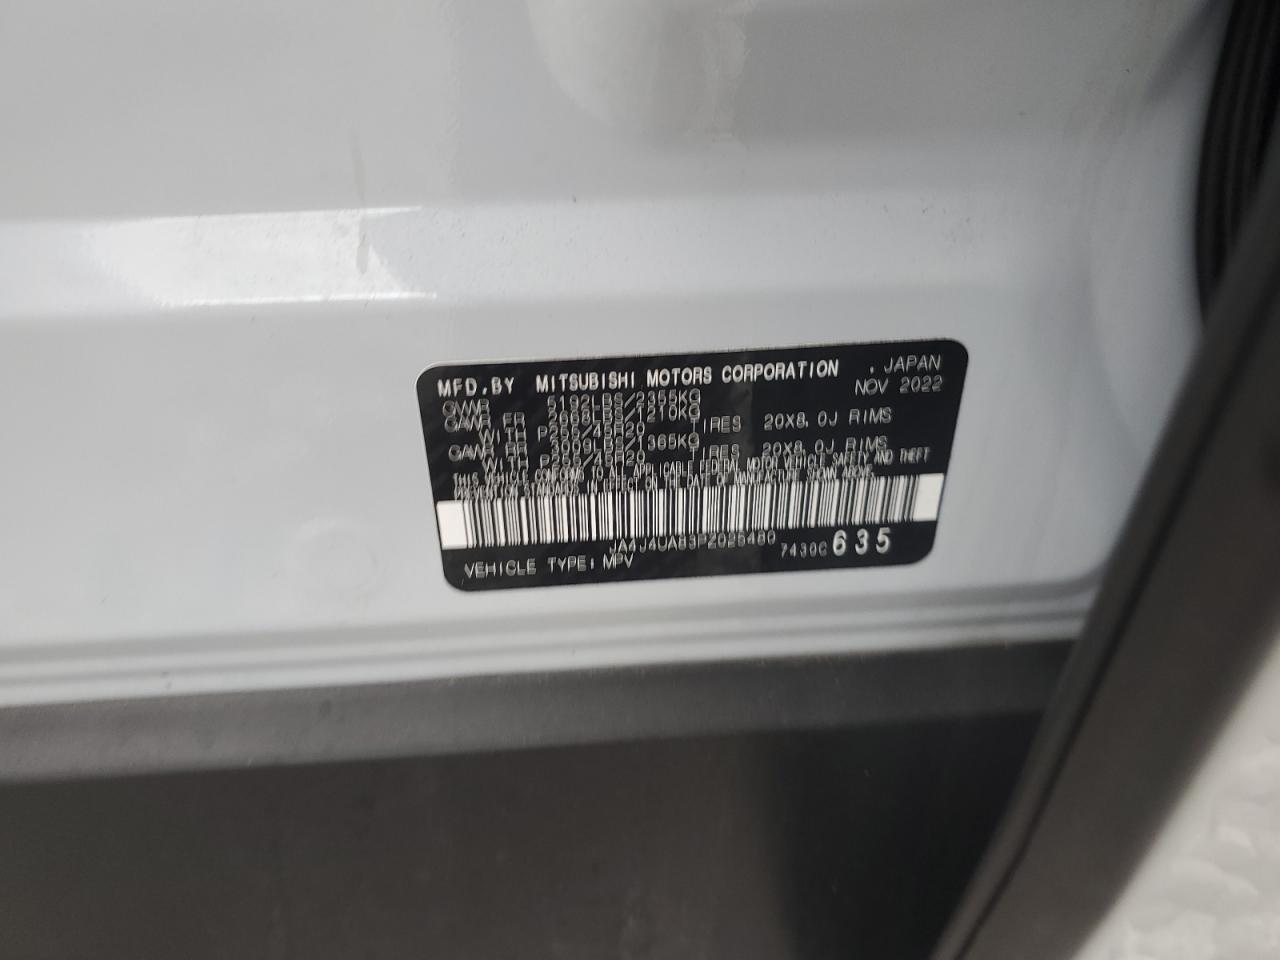 MFD. BY MITSUBISHI MOTORS CORPORATION , JAPAN
NOV 2022
GVWR 5192LBS/2355KG
GAWR FR 2668LBS/1210KG
WITH P255/45R20 TIRES 20X8.0J RIMS
GAWR RR 3009LBS/1365KG
WITH P255/45R20 TIRES 20X8.0J RIMS
THIS VEHICLE CONFORMS TO ALL APPLICABLE FEDERAL MOTOR VEHICLE SAFETY AND THEFT
PREVENTION STANDARDS IN EFFECT ON THE DATE OF MANUFACTURE SHOWN ABOVE.
JA4J4UA83PZ026480 7430C 635
VEHICLE TYPE: MPV